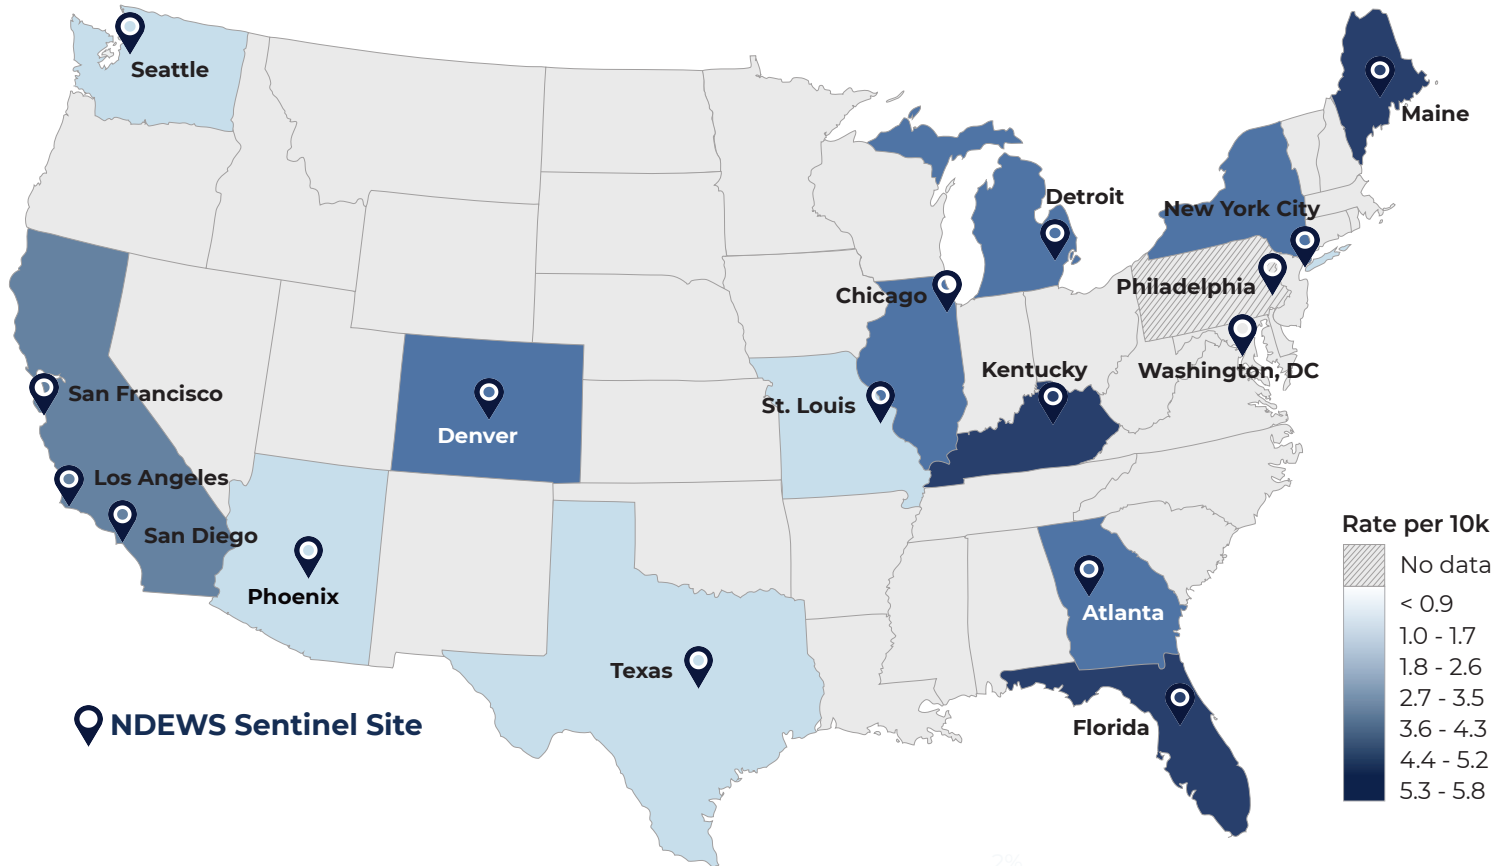 Seattle
Maine
Detroit
New York City
Philadelphia
Chicago
Washington, DC
Kentucky
San Francisco
St. Louis
Denver
Los Angeles
San Diego
Phoenix
Atlanta
Texas
Florida
NDEWS Sentinel Site
Rate per 10k
No data
< 0.9
1.0 - 1.7
1.8 - 2.6
2.7 - 3.5
3.6 - 4.3
4.4 - 5.2
5.3 - 5.8
2%